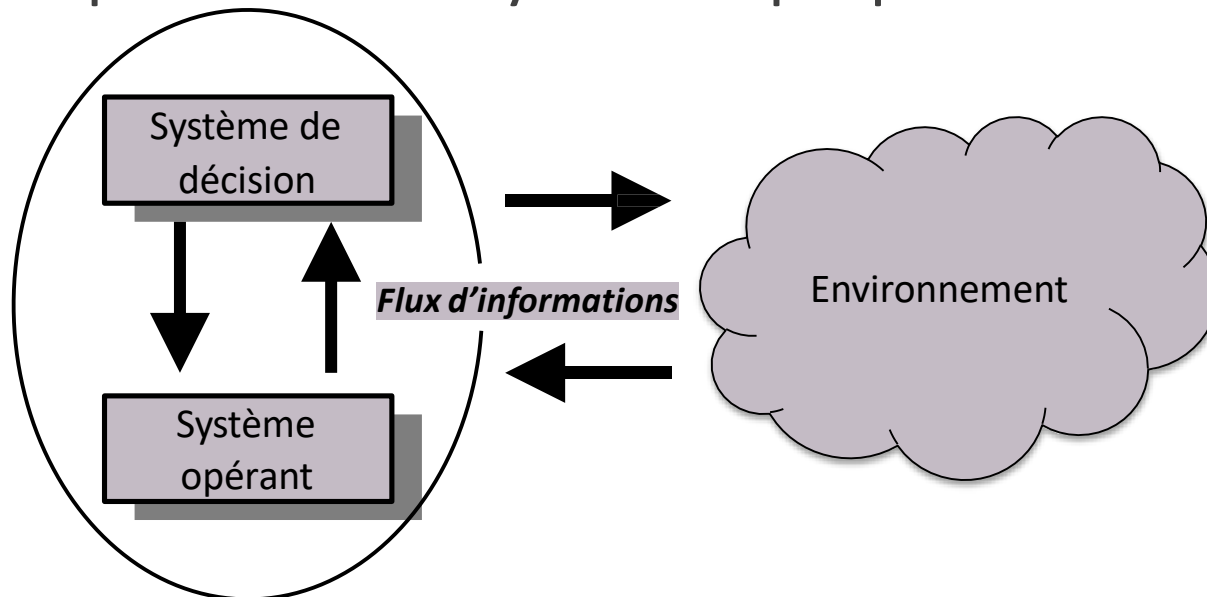 Système de
décision
Flux d’informations
Environnement
Système
opérant